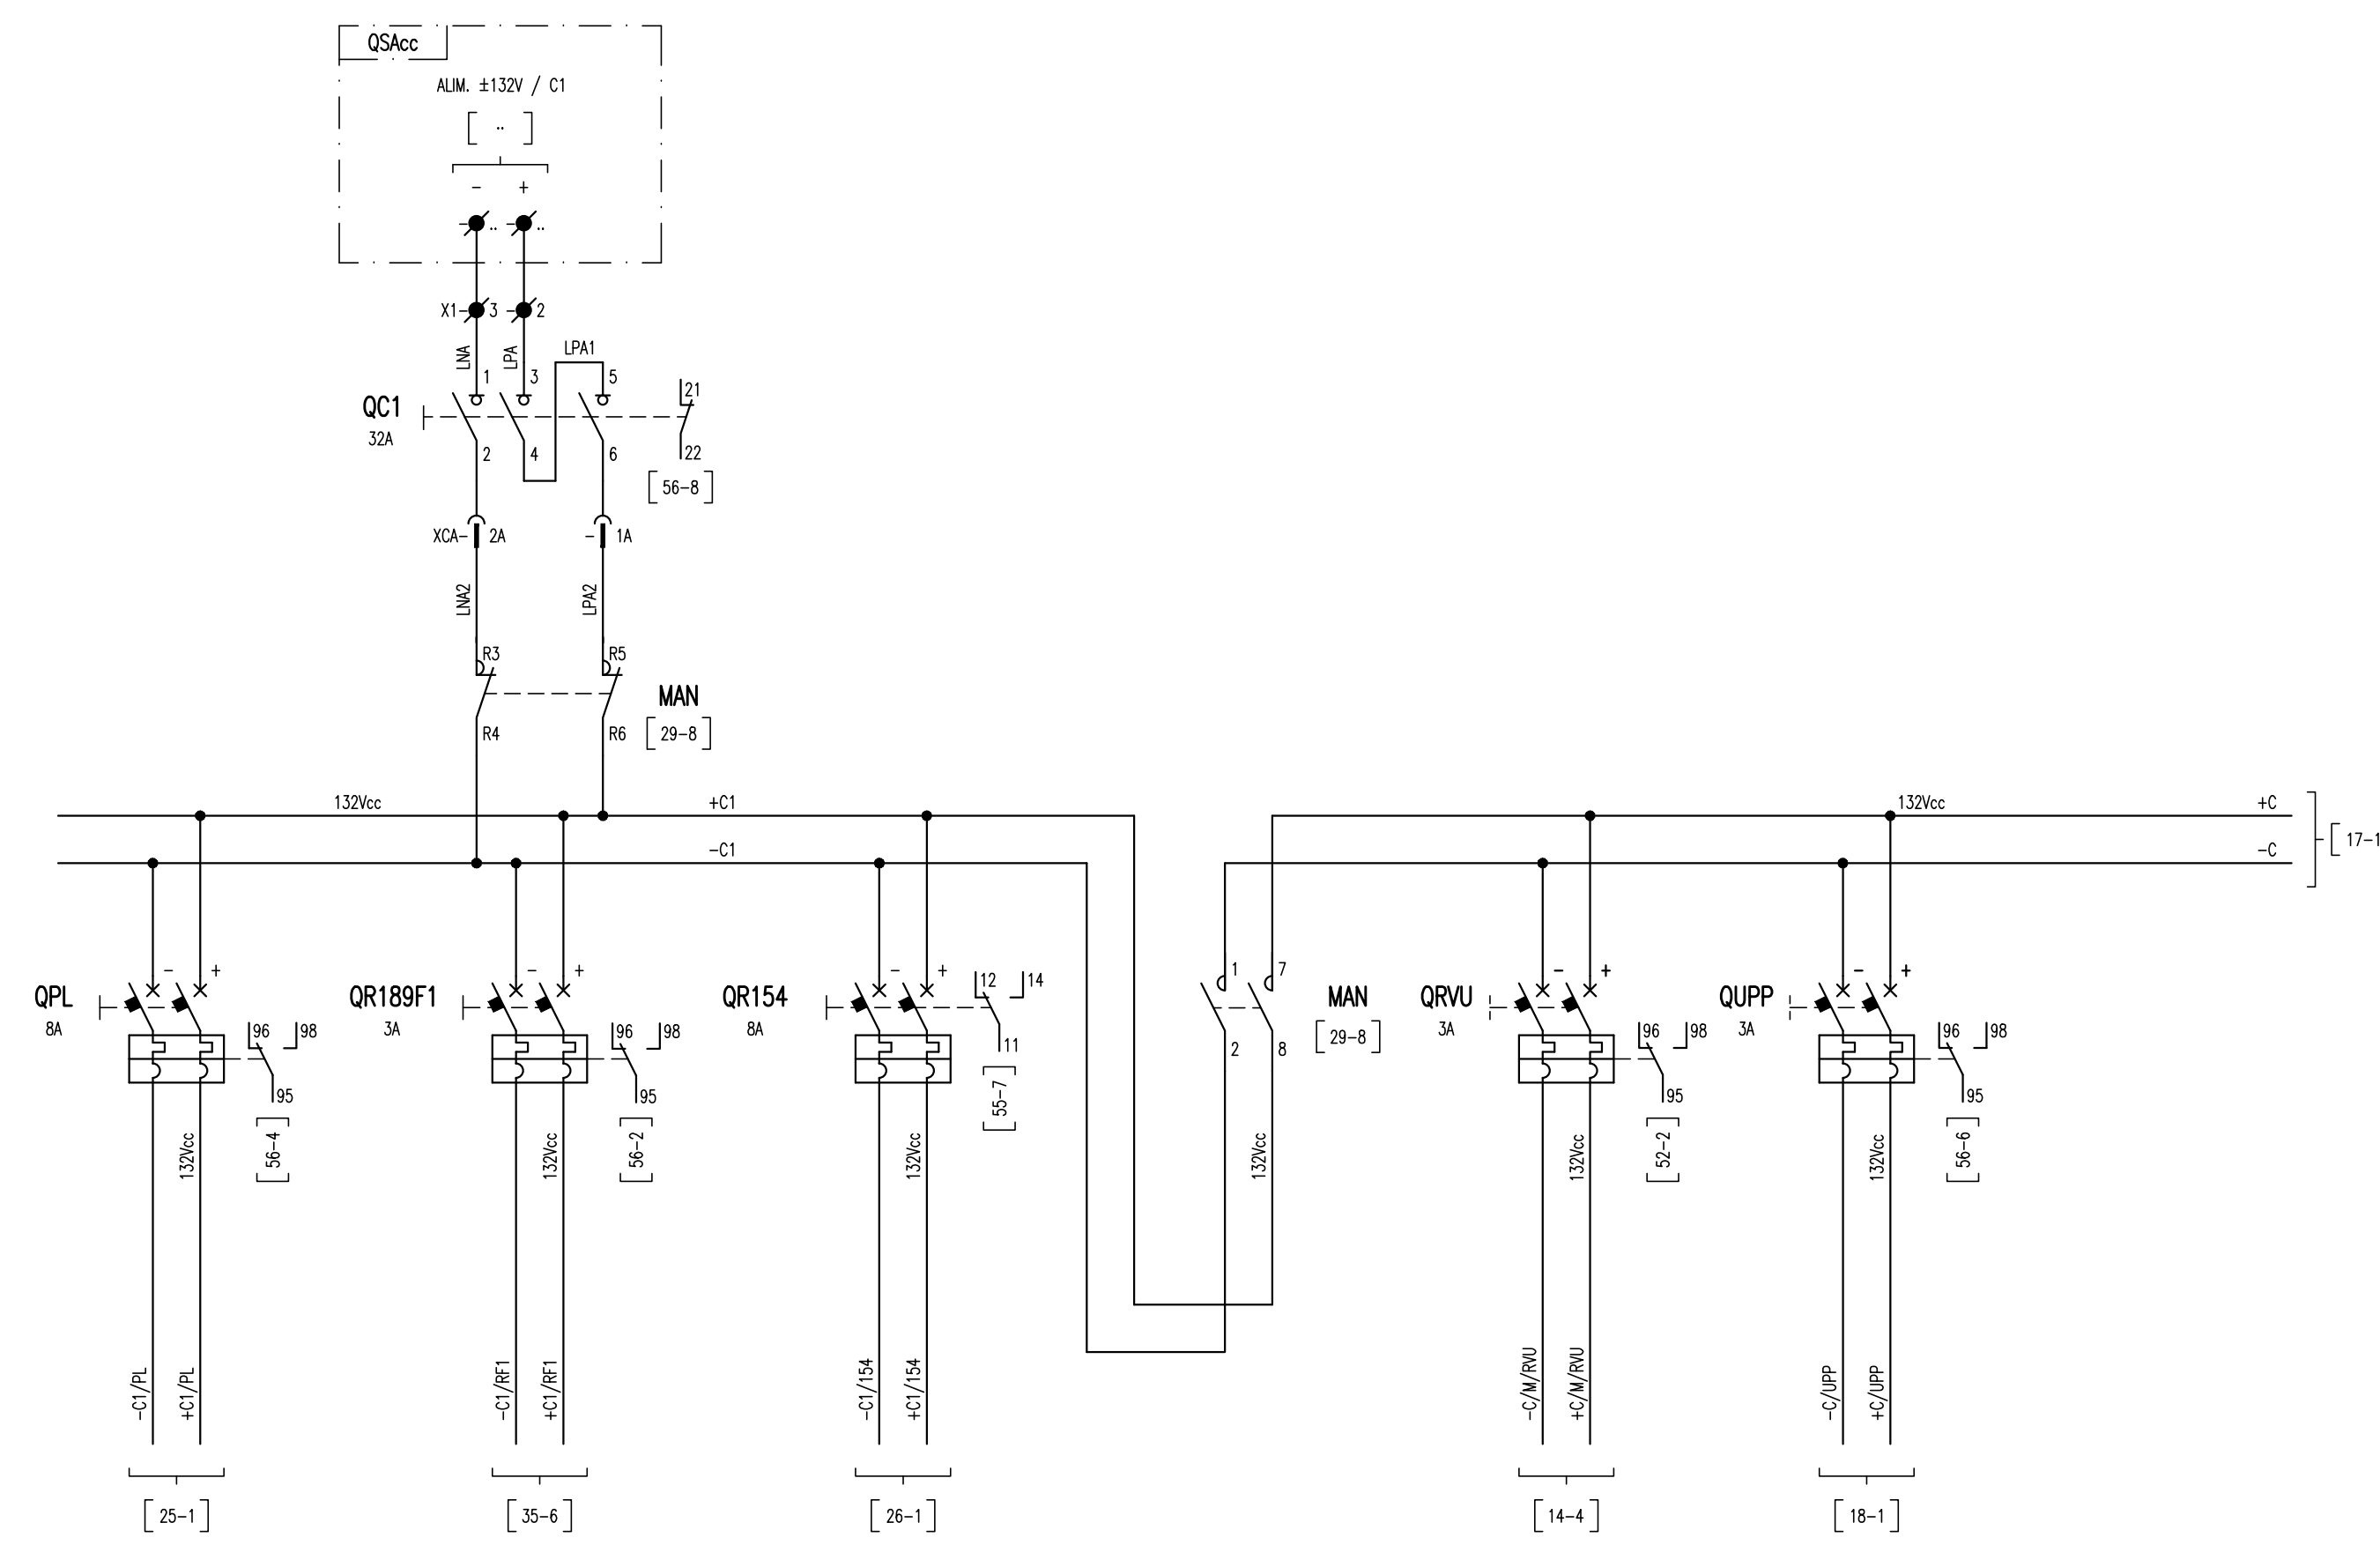 QSAcc
ALIM. ±132V / C1
[ .. ]
- +
- .. - ..
X1- 3 - 2
LNA LPA LPA1
1 3 5
QC1
32A
21
22
2 4 6
[ 56-8 ]
XCA- 2A - 1A
LNA2 LPA2
R3 R5
MAN
[ 29-8 ]
R4 R6
132Vcc +C1 132Vcc +C
-C1 -C
[ 17-1
QPL
8A
- +
96 98
95
[ 56-4 ]
132Vcc
-C1/PL +C1/PL
[ 25-1 ]
QR189F1
3A
- +
96 98
95
[ 56-2 ]
132Vcc
-C1/RF1 +C1/RF1
[ 35-6 ]
QR154
8A
- +
12 14
11
[ 55-7 ]
132Vcc
-C1/154 +C1/154
[ 26-1 ]
1 7
MAN
[ 29-8 ]
2 8
132Vcc
QRVU
3A
- +
96 98
95
[ 52-2 ]
132Vcc
-C/M/RVU +C/M/RVU
[ 14-4 ]
QUPP
3A
- +
96 98
95
[ 56-6 ]
132Vcc
-C/UPP +C/UPP
[ 18-1 ]